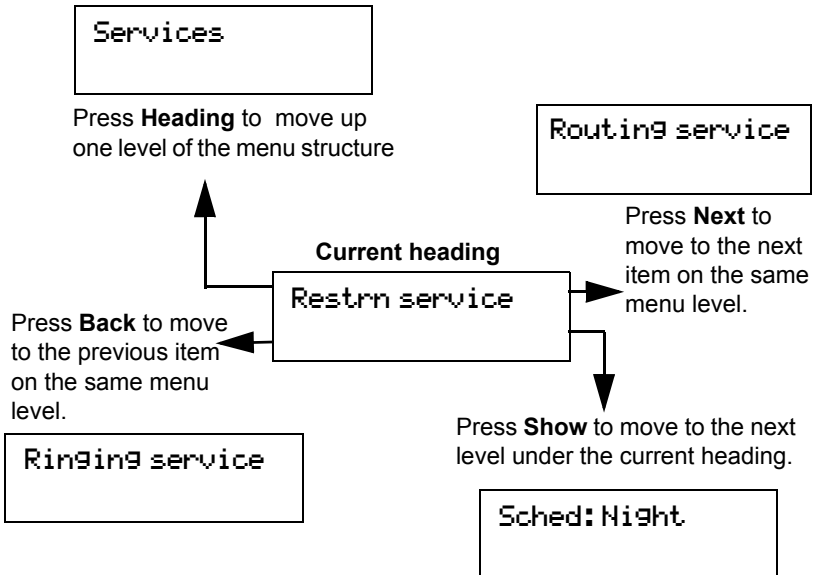 Services
Press Heading to move up
one level of the menu structure
Routing service
Press Next to
move to the next
item on the same
menu level.
Current heading
Restrn service
Press Back to move
to the previous item
on the same menu
level.
Ringing service
Press Show to move to the next
level under the current heading.
Sched:Night